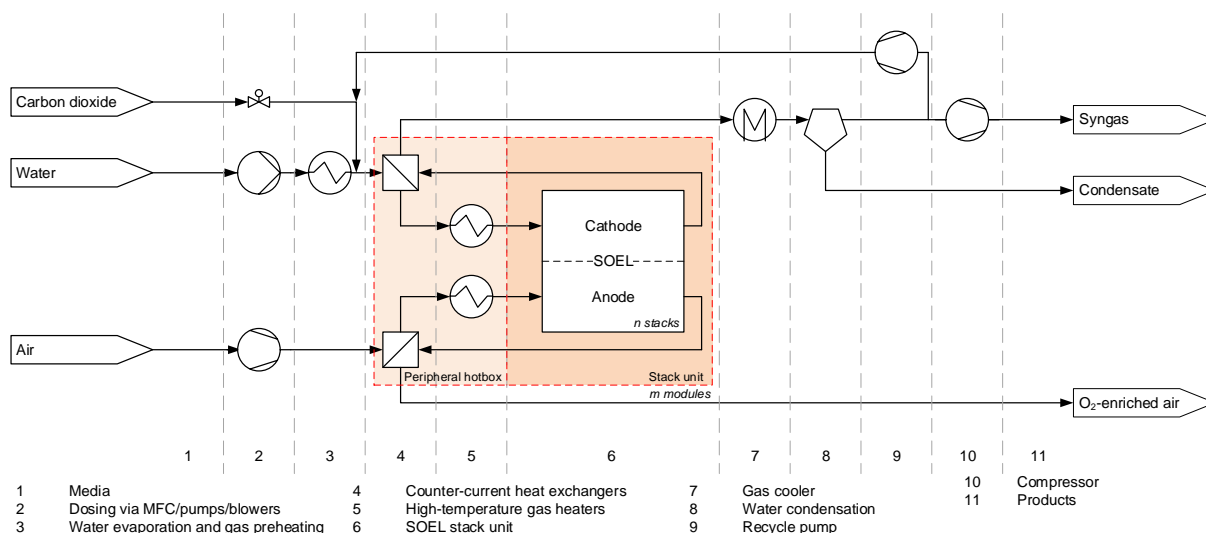 Carbon dioxide
Syngas
Water
Condensate
Cathode
SOEL
Anode
n stacks
Air
Peripheral hotbox
Stack unit
m modules
O₂-enriched air
1 2 3 4 5 6 7 8 9 10 11
1 Media
2 Dosing via MFC/pumps/blowers
3 Water evaporation and gas preheating
4 Counter-current heat exchangers
5 High-temperature gas heaters
6 SOEL stack unit
7 Gas cooler
8 Water condensation
9 Recycle pump
10 Compressor
11 Products